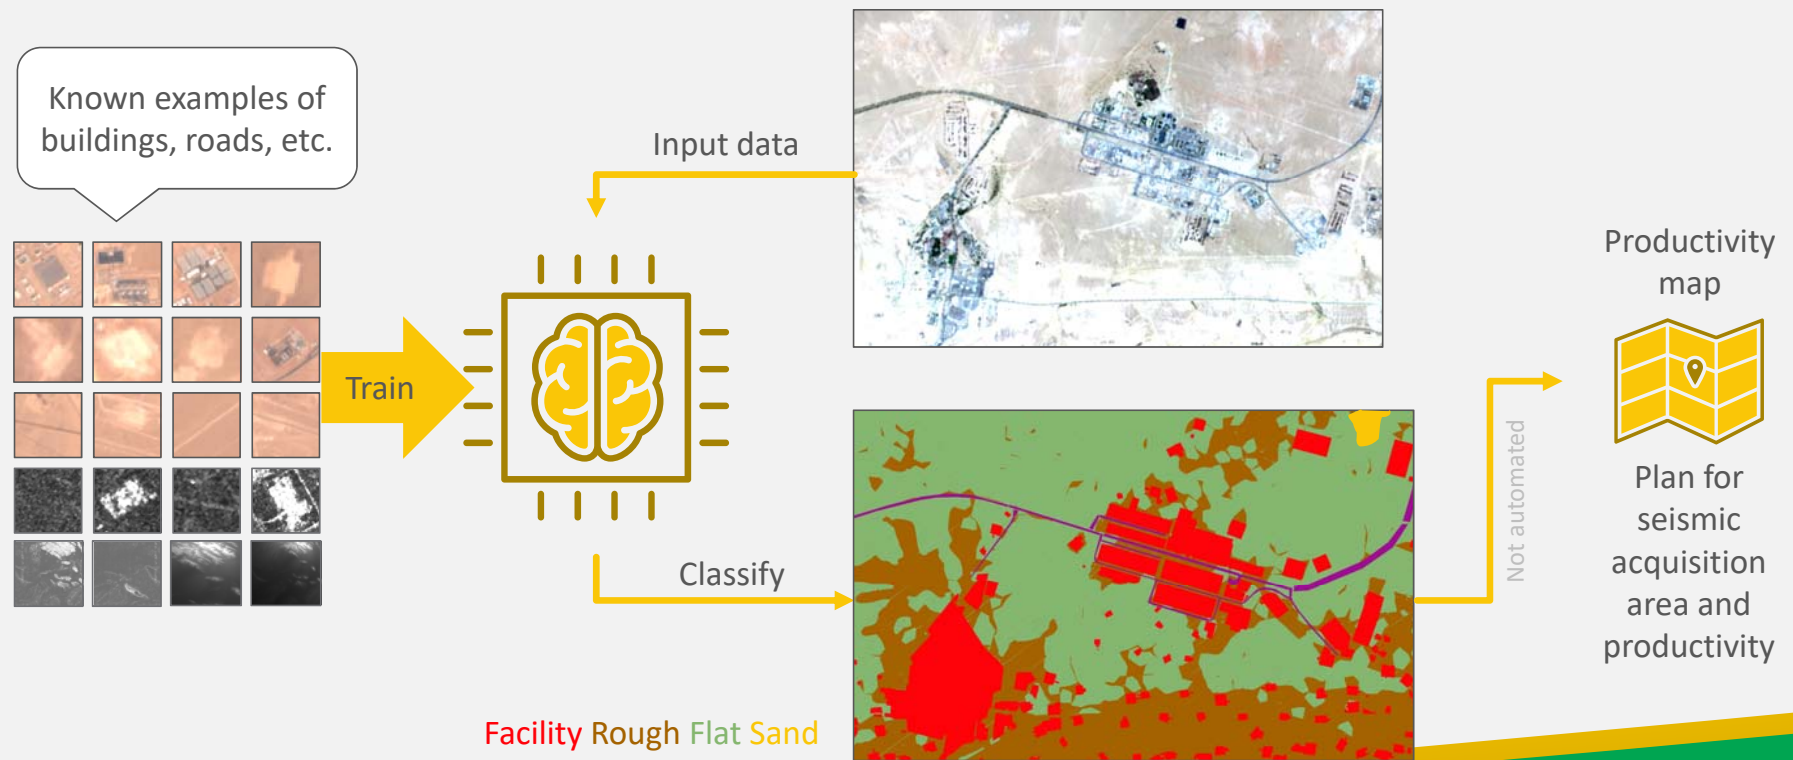 Known examples of
buildings, roads, etc.
Train
Input data
Classify
Facility Rough Flat Sand
Not automated
Productivity
map
Plan for
seismic
acquisition
area and
productivity